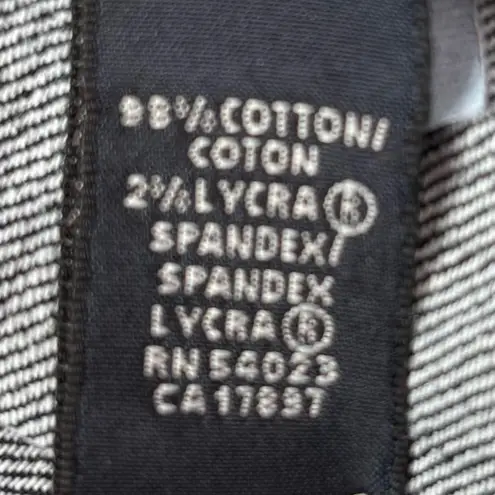 98% COTTON/
COTON
2% LYCRA®
SPANDEX/
SPANDEX
LYCRA®
RN 54023
CA 17897